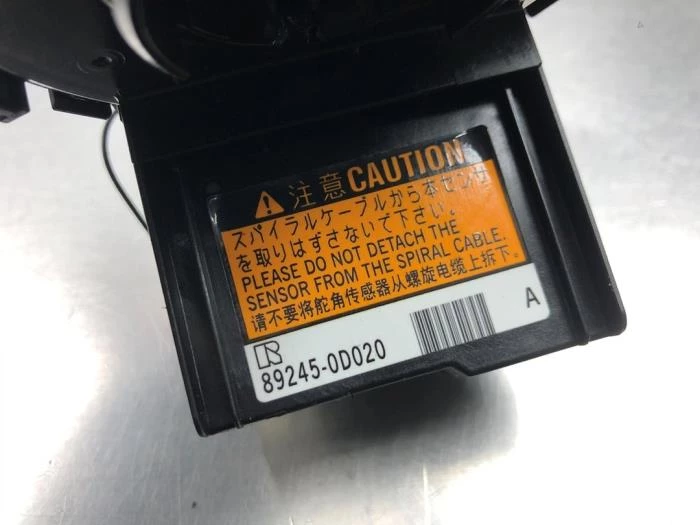 注意 CAUTION
スパイラルケーブルから本センサ
を取りはずさないで下さい。
PLEASE DO NOT DETACH THE
SENSOR FROM THE SPIRAL CABLE.
请不要将舵角传感器从螺旋电缆上拆下。
R
89245-0D020
A